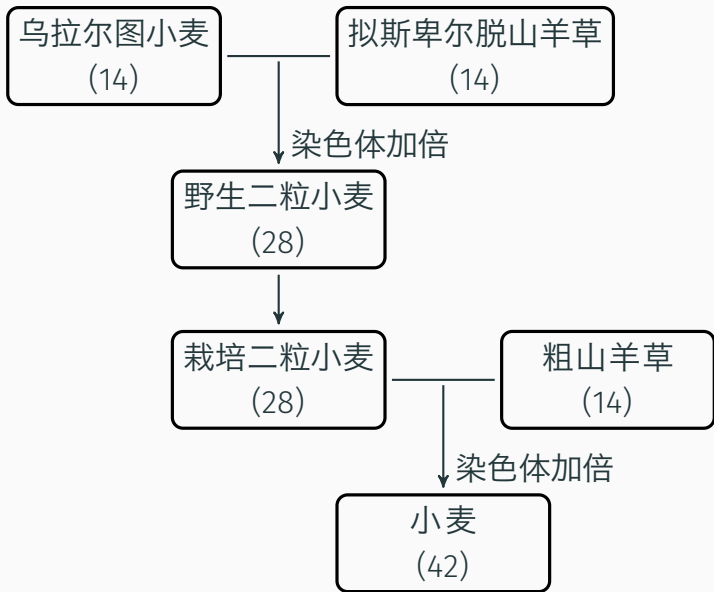 乌拉尔图小麦
(14)
拟斯卑尔脱山羊草
(14)
染色体加倍
野生二粒小麦
(28)
栽培二粒小麦
(28)
粗山羊草
(14)
染色体加倍
小麦
(42)